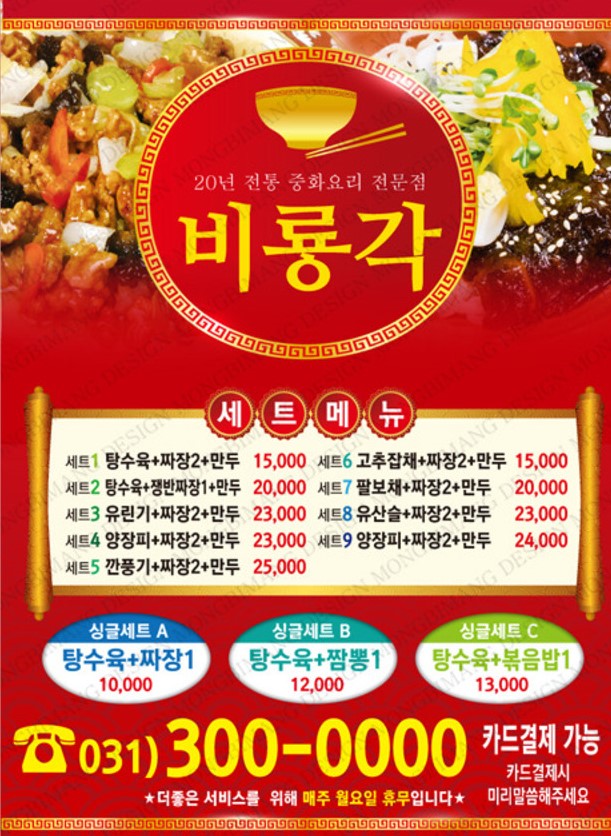 20년 전통 중화요리 전문점
비룡각
세트메뉴
세트1 탕수육+짜장2+만두 15,000
세트2 탕수육+쟁반짜장1+만두 20,000
세트3 유린기+짜장2+만두 23,000
세트4 양장피+짜장2+만두 23,000
세트5 깐풍기+짜장2+만두 25,000
세트6 고추잡채+짜장2+만두 15,000
세트7 팔보채+짜장2+만두 20,000
세트8 유산슬+짜장2+만두 23,000
세트9 양장피+짜장2+만두 24,000
싱글세트 A
탕수육+짜장1
10,000
싱글세트 B
탕수육+짬뽕1
12,000
싱글세트 C
탕수육+볶음밥1
13,000
☎031)300-0000
★더좋은 서비스를 위해 매주 월요일 휴무입니다★
카드결제 가능
카드결제시
미리말씀해주세요
MONGHIMANG DESIGN